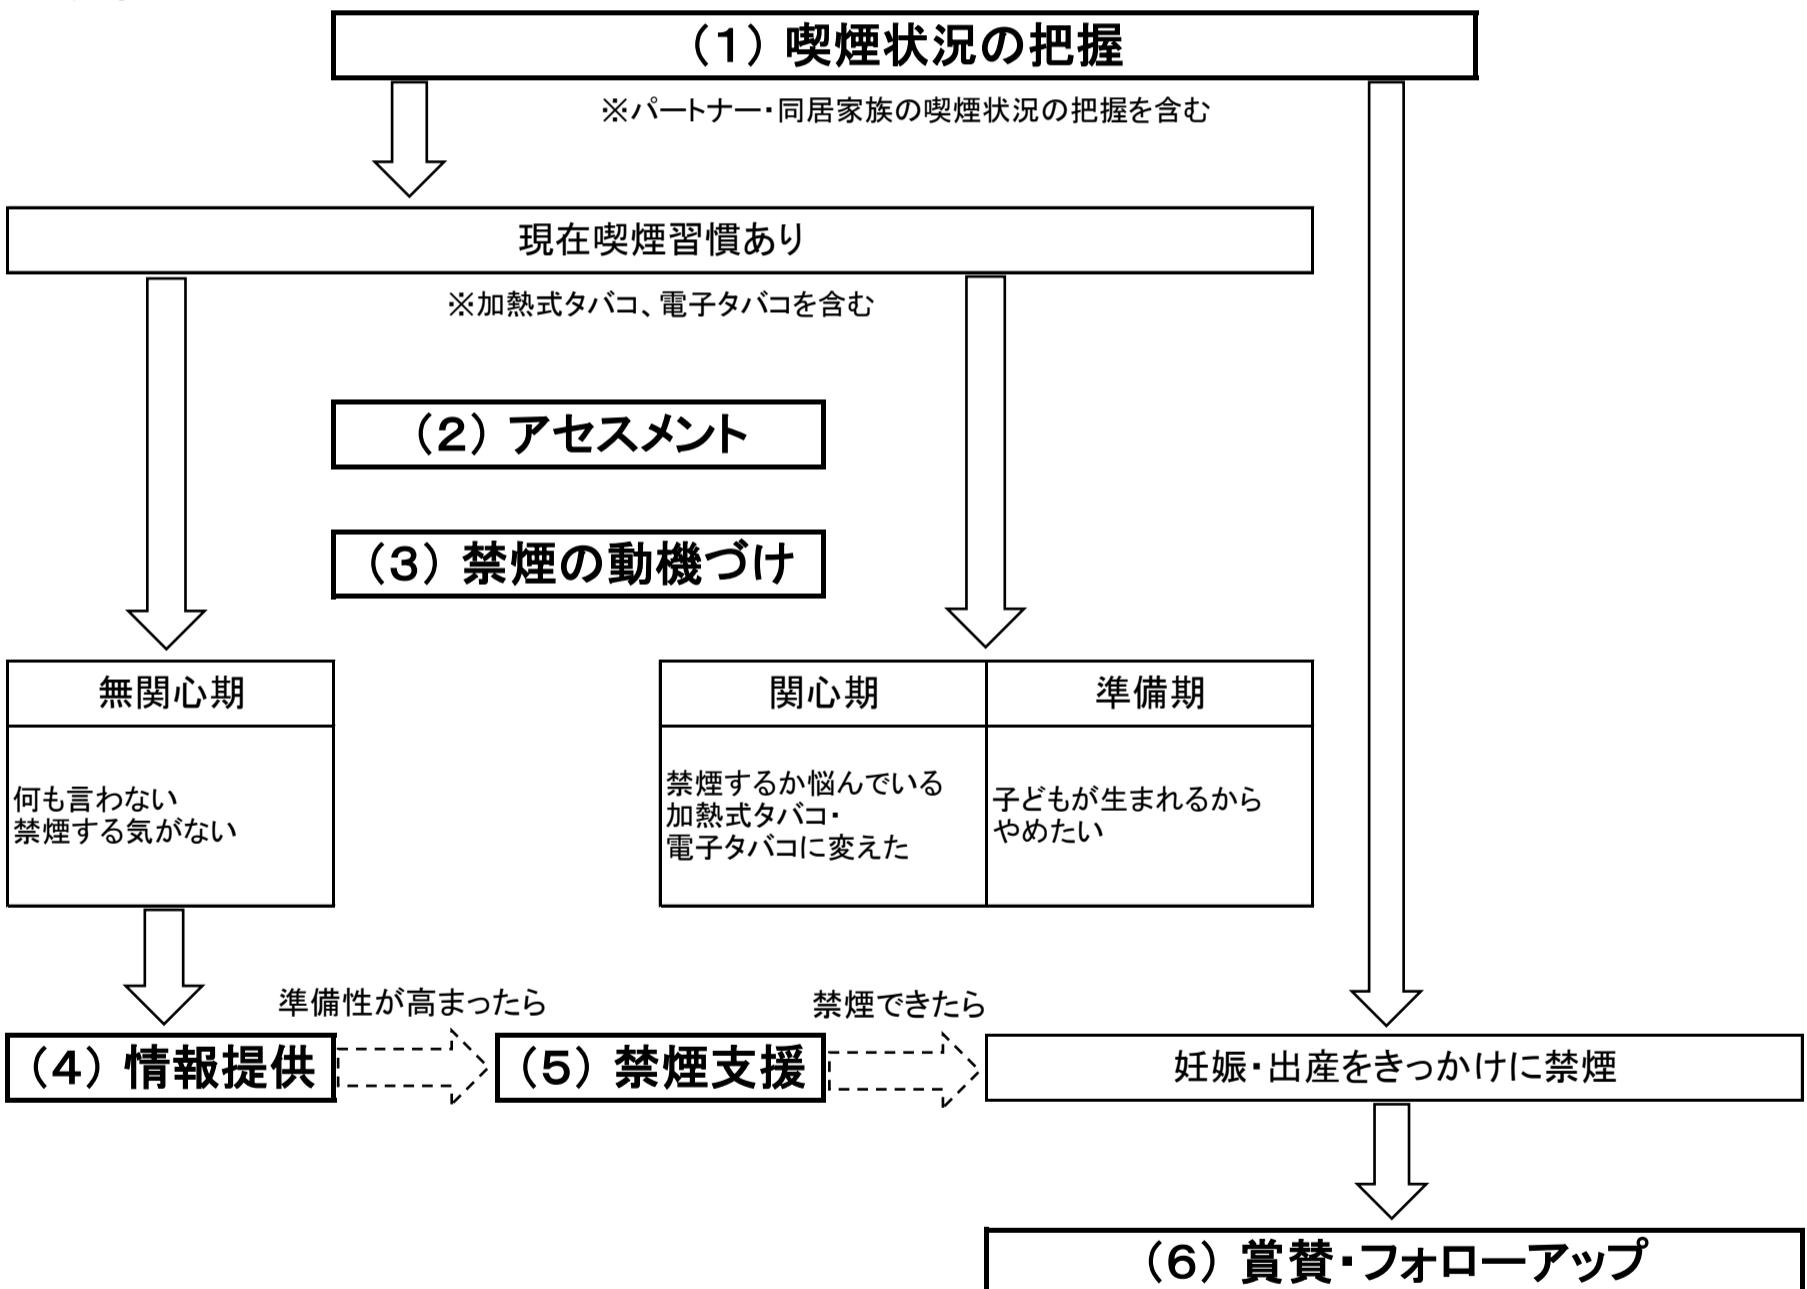 （1）喫煙状況の把握
※パートナー・同居家族の喫煙状況の把握を含む
現在喫煙習慣あり
※加熱式タバコ、電子タバコを含む
（2）アセスメント
（3）禁煙の動機づけ
無関心期
関心期
準備期
何も言わない
禁煙する気がない
禁煙するか悩んでいる
加熱式タバコ・
電子タバコに変えた
子どもが生まれるから
やめたい
準備性が高まったら
禁煙できたら
（4）情報提供
（5）禁煙支援
妊娠・出産をきっかけに禁煙
（6）賞賛・フォローアップ